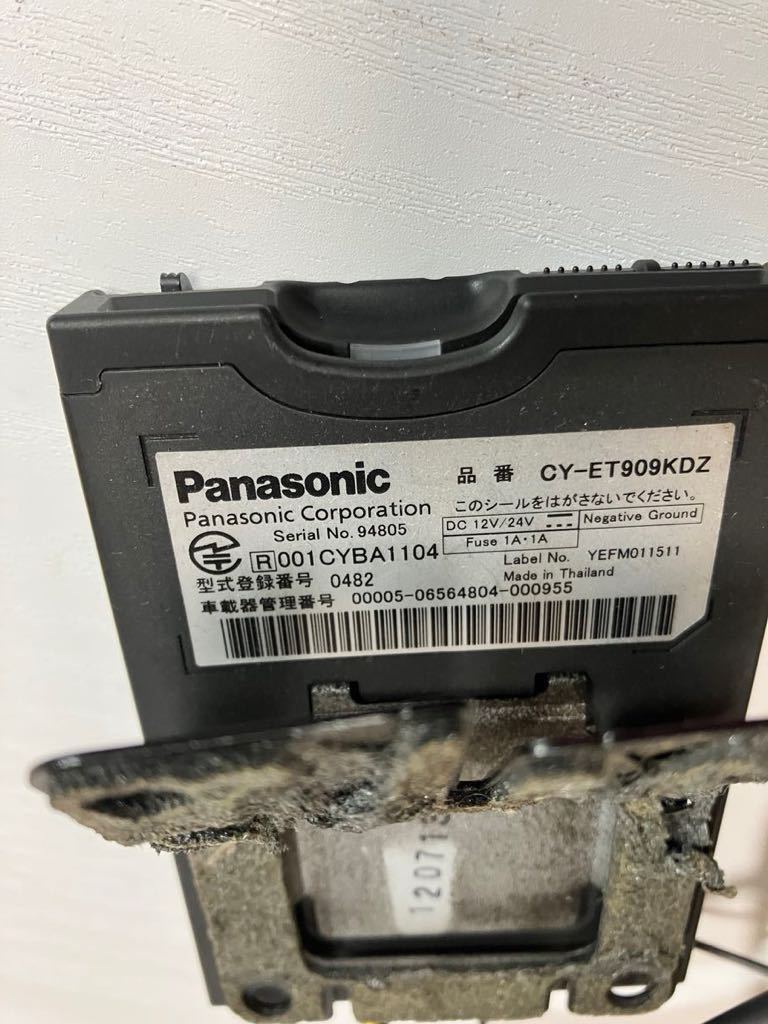 Panasonic 品番 CY-ET909KDZ
Panasonic Corporation このシールをはがさないでください。
Serial No. 94805 DC 12V/24V Negative Ground
R 001CYBA1104 Fuse 1A・1A
Label No. YEFM011511
型式登録番号 0482 Made in Thailand
車載器管理番号 00005-06564804-000955